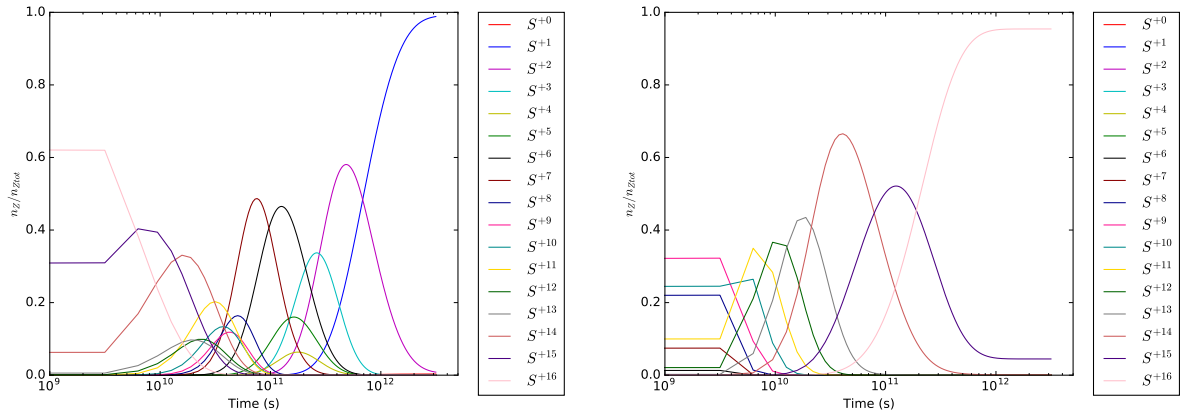 1.0
0.8
0.6
0.4
0.2
0.0
n_Z/n_{Ztot}
10^9
10^{10}
10^{11}
10^{12}
Time (s)
S^{+0}
S^{+1}
S^{+2}
S^{+3}
S^{+4}
S^{+5}
S^{+6}
S^{+7}
S^{+8}
S^{+9}
S^{+10}
S^{+11}
S^{+12}
S^{+13}
S^{+14}
S^{+15}
S^{+16}
1.0
0.8
0.6
0.4
0.2
0.0
n_Z/n_{Ztot}
10^9
10^{10}
10^{11}
10^{12}
Time (s)
S^{+0}
S^{+1}
S^{+2}
S^{+3}
S^{+4}
S^{+5}
S^{+6}
S^{+7}
S^{+8}
S^{+9}
S^{+10}
S^{+11}
S^{+12}
S^{+13}
S^{+14}
S^{+15}
S^{+16}